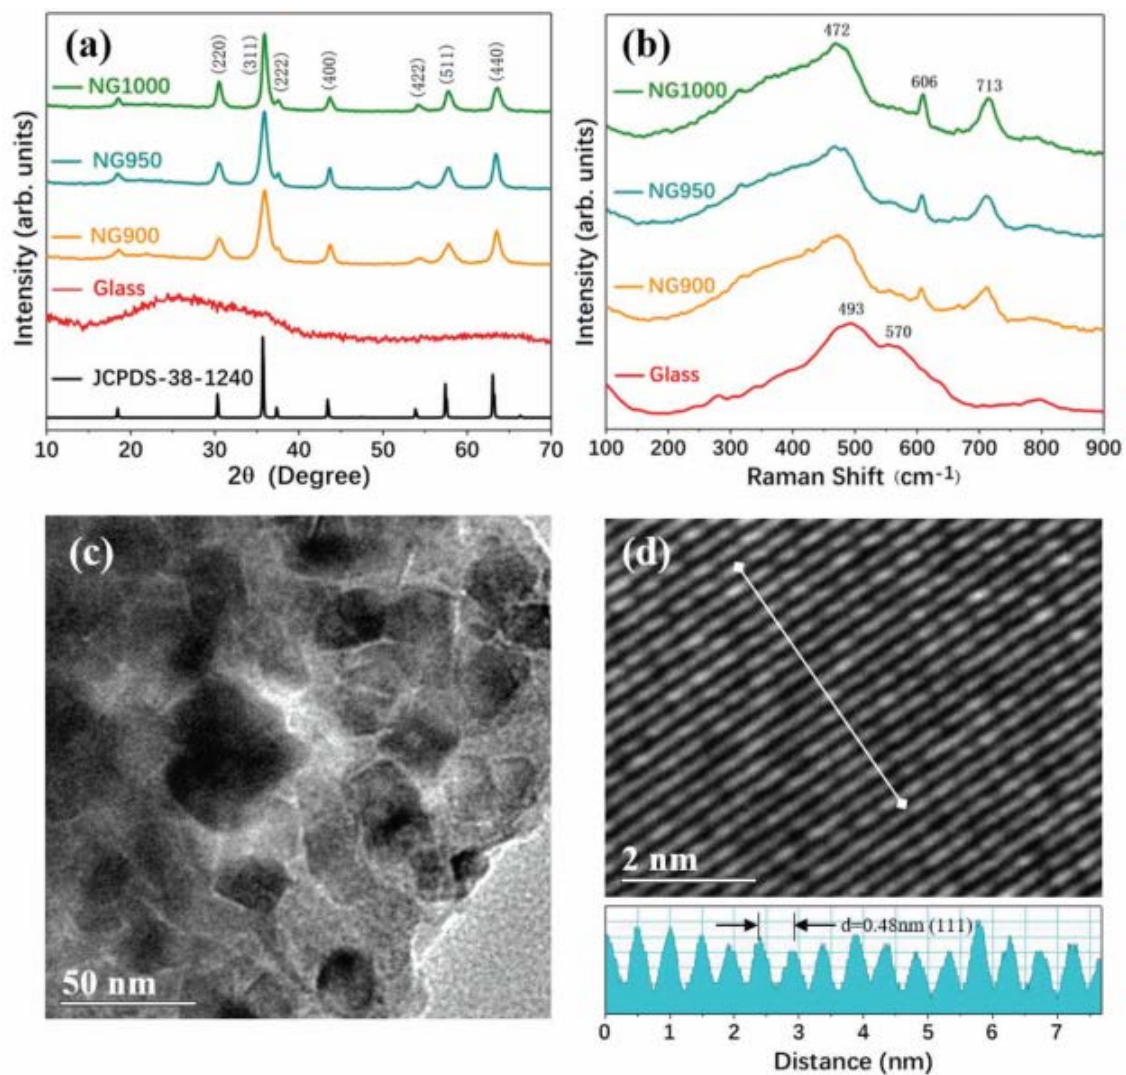 (a)
(220)
(311)
(222)
(400)
(422)
(511)
(440)
NG1000
NG950
NG900
Glass
JCPDS-38-1240
Intensity (arb. units)
10 20 30 40 50 60 70
2θ (Degree)
(b)
472
606
713
NG1000
NG950
NG900
493
570
Glass
Intensity (arb. units)
100 200 300 400 500 600 700 800 900
Raman Shift (cm-1)
(c)
50 nm
(d)
2 nm
d=0.48nm (111)
0 1 2 3 4 5 6 7
Distance (nm)